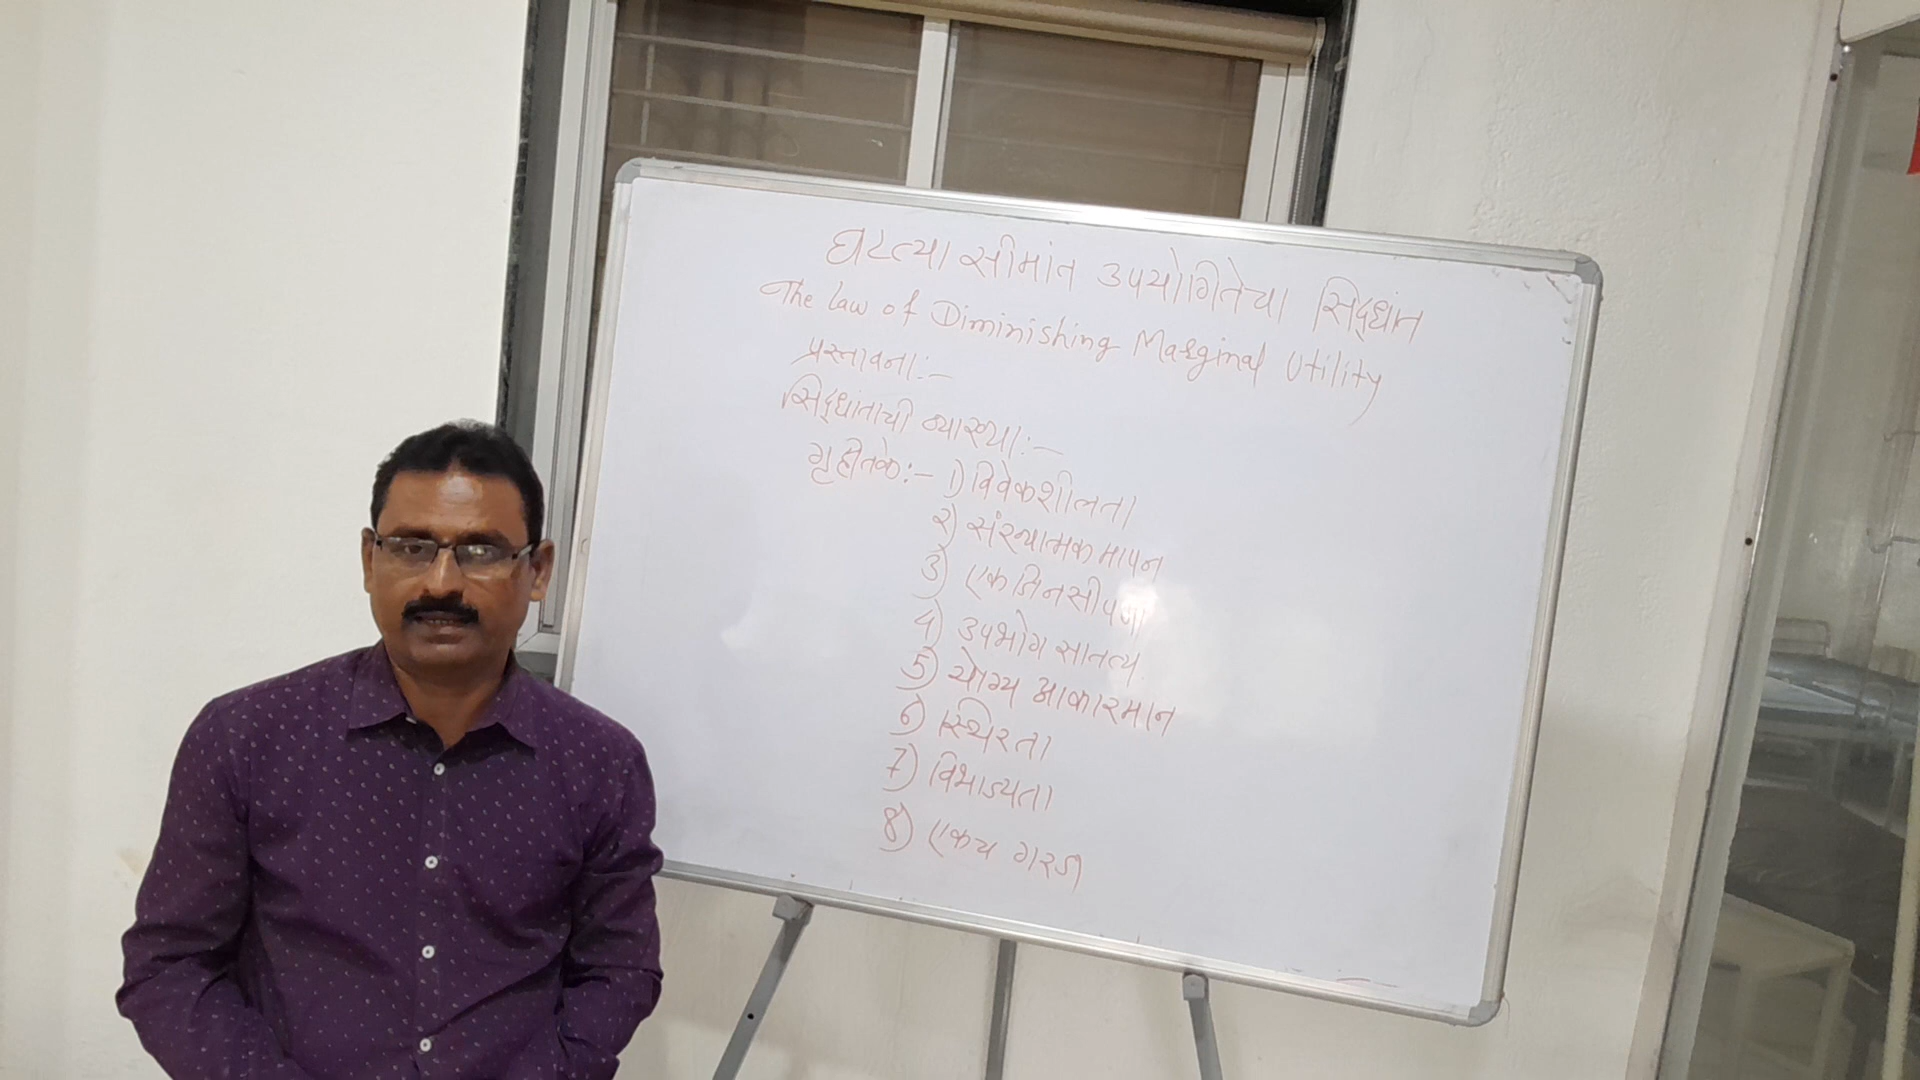 घटत्या सीमांत उपयोगितेचा सिद्धांत
The Law of Diminishing Marginal Utility
प्रस्तावना:-
सिद्धांताची व्याख्या:-
गृहीतके:- 1) विवेकशीलता
२) संख्यात्मक मापन
३) एकजिनसीपणा
4) उपभोग सातत्य
5) योग्य आकारमान
6) स्थिरता
7) विभाज्यता
8) एकच गरज